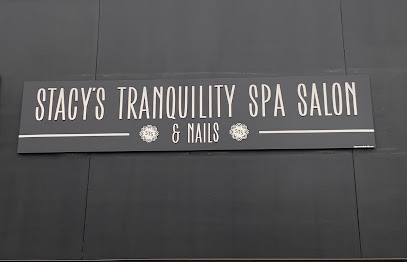 STACY'S TRANQUILITY SPA SALON
& NAILS